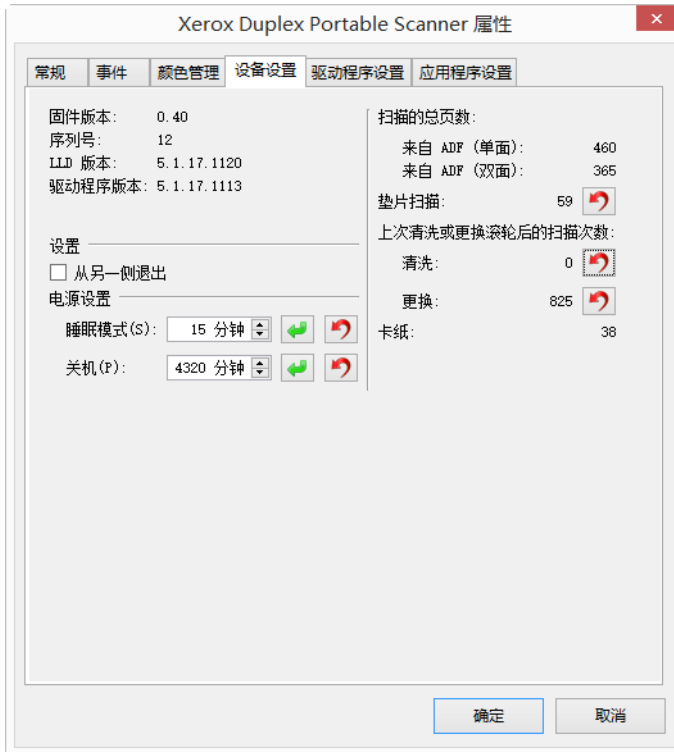 Xerox Duplex Portable Scanner 属性
常规 事件 颜色管理 设备设置 驱动程序设置 应用程序设置
固件版本: 0.40
序列号: 12
LLD 版本: 5.1.17.1120
驱动程序版本: 5.1.17.1113
设置
从另一侧退出
电源设置
睡眠模式(S): 15 分钟
关机(P): 4320 分钟
扫描的总页数:
来自 ADF (单面): 460
来自 ADF (双面): 365
垫片扫描: 59
上次清洗或更换滚轮后的扫描次数:
清洗: 0
更换: 825
卡纸: 38
确定 取消